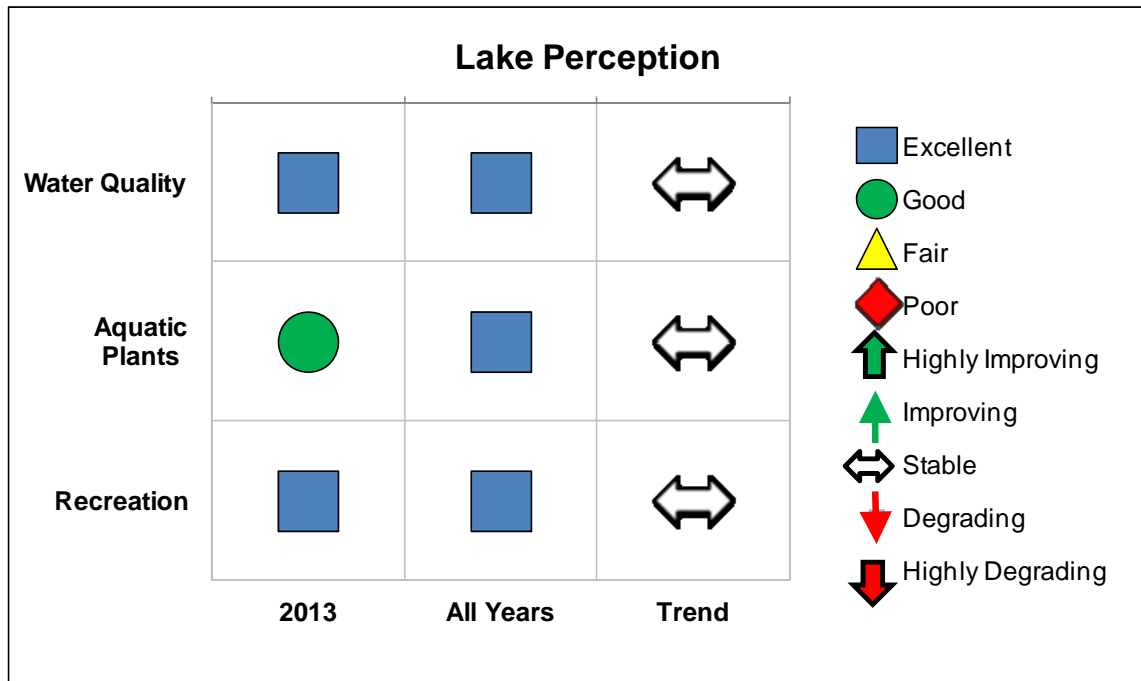 Lake Perception
Water Quality
Aquatic
Plants
Recreation
2013
All Years
Trend
Excellent
Good
Fair
Poor
Highly Improving
Improving
Stable
Degrading
Highly Degrading